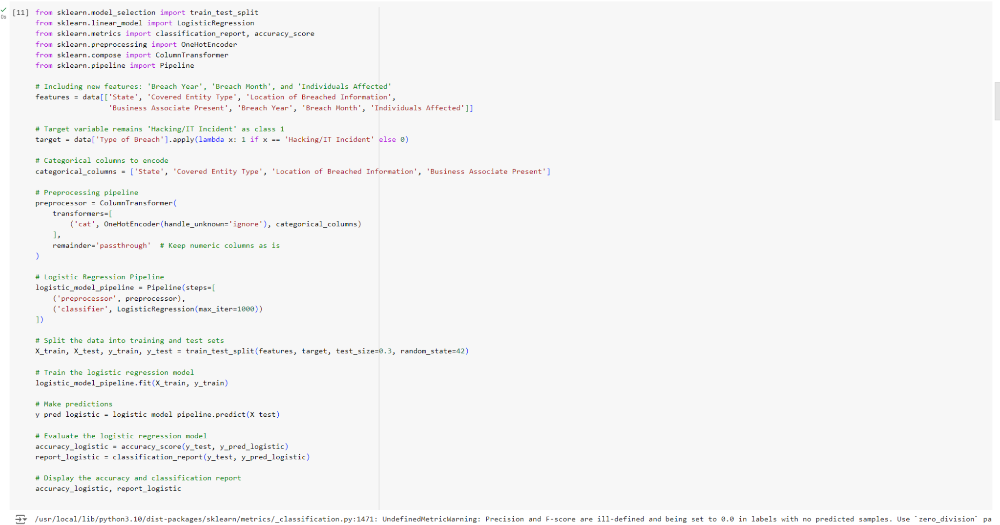 [11] from sklearn.model_selection import train_test_split
0s
from sklearn.linear_model import LogisticRegression
from sklearn.metrics import classification_report, accuracy_score
from sklearn.preprocessing import OneHotEncoder
from sklearn.compose import ColumnTransformer
from sklearn.pipeline import Pipeline

# Including new features: 'Breach Year', 'Breach Month', and 'Individuals Affected'
features = data[['State', 'Covered Entity Type', 'Location of Breached Information',
                 'Business Associate Present', 'Breach Year', 'Breach Month', 'Individuals Affected']]

# Target variable remains 'Hacking/IT Incident' as class 1
target = data['Type of Breach'].apply(lambda x: 1 if x == 'Hacking/IT Incident' else 0)

# Categorical columns to encode
categorical_columns = ['State', 'Covered Entity Type', 'Location of Breached Information', 'Business Associate Present']

# Preprocessing pipeline
preprocessor = ColumnTransformer(
    transformers=[
        ('cat', OneHotEncoder(handle_unknown='ignore'), categorical_columns)
    ],
    remainder='passthrough'  # Keep numeric columns as is
)

# Logistic Regression Pipeline
logistic_model_pipeline = Pipeline(steps=[
    ('preprocessor', preprocessor),
    ('classifier', LogisticRegression(max_iter=1000))
])

# Split the data into training and test sets
X_train, X_test, y_train, y_test = train_test_split(features, target, test_size=0.3, random_state=42)

# Train the logistic regression model
logistic_model_pipeline.fit(X_train, y_train)

# Make predictions
y_pred_logistic = logistic_model_pipeline.predict(X_test)

# Evaluate the logistic regression model
accuracy_logistic = accuracy_score(y_test, y_pred_logistic)
report_logistic = classification_report(y_test, y_pred_logistic)

# Display the accuracy and classification report
accuracy_logistic, report_logistic

/usr/local/lib/python3.10/dist-packages/sklearn/metrics/_classification.py:1471: UndefinedMetricWarning: Precision and F-score are ill-defined and being set to 0.0 in labels with no predicted samples. Use `zero_division` pa